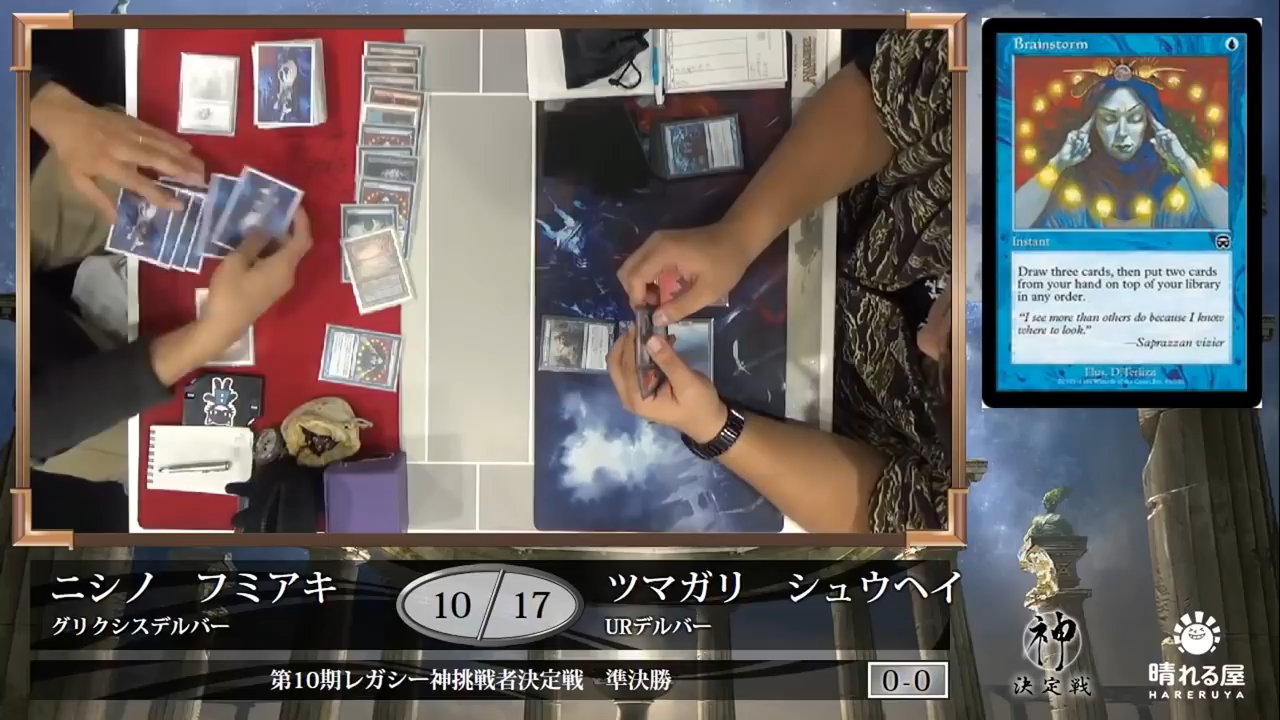 Brainstorm
Instant
Draw three cards, then put two cards
from your hand on top of your library
in any order.
"I see more than others do because I know
where to look."
—Saprazzan vizier
Illus. D!Terlizzi
ニシノ　フミアキ
グリクシスデルバー
10/17
ツマガリ　シュウヘイ
URデルバー
第10期レガシー神挑戦者決定戦　準決勝
0-0
神
決定戦
晴れる屋
HARERUYA